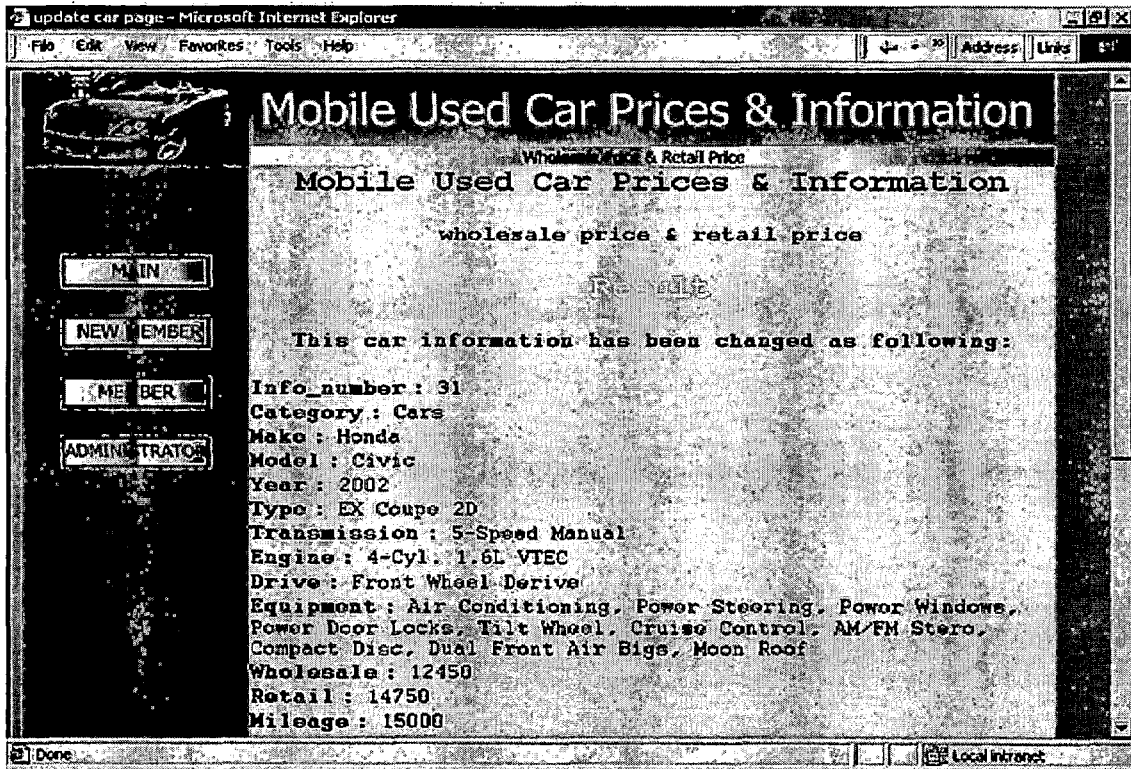 update car page - Microsoft Internet Explorer
File Edit View Favorites Tools Help
Address Links
Mobile Used Car Prices & Information
Wholesale Price & Retail Price
Mobile Used Car Prices & Information
wholesale price & retail price
MAIN
Result
NEW MEMBER
This car information has been changed as following:
MEMBER
Info_number : 31
Category : Cars
Make : Honda
ADMINISTRATOR
Model : Civic
Year : 2002
Type : EX Coupe 2D
Transmission : 5-Speed Manual
Engine : 4-Cyl. 1.6L VTEC
Drive : Front Wheel Derive
Equipment : Air Conditioning, Power Steering, Power Windows,
Power Door Locks, Tilt Wheel, Cruise Control, AM/FM Stero,
Compact Disc, Dual Front Air Bigs, Moon Roof
Wholesale : 12450
Retail : 14750
Mileage : 15000
Done
Local intranet